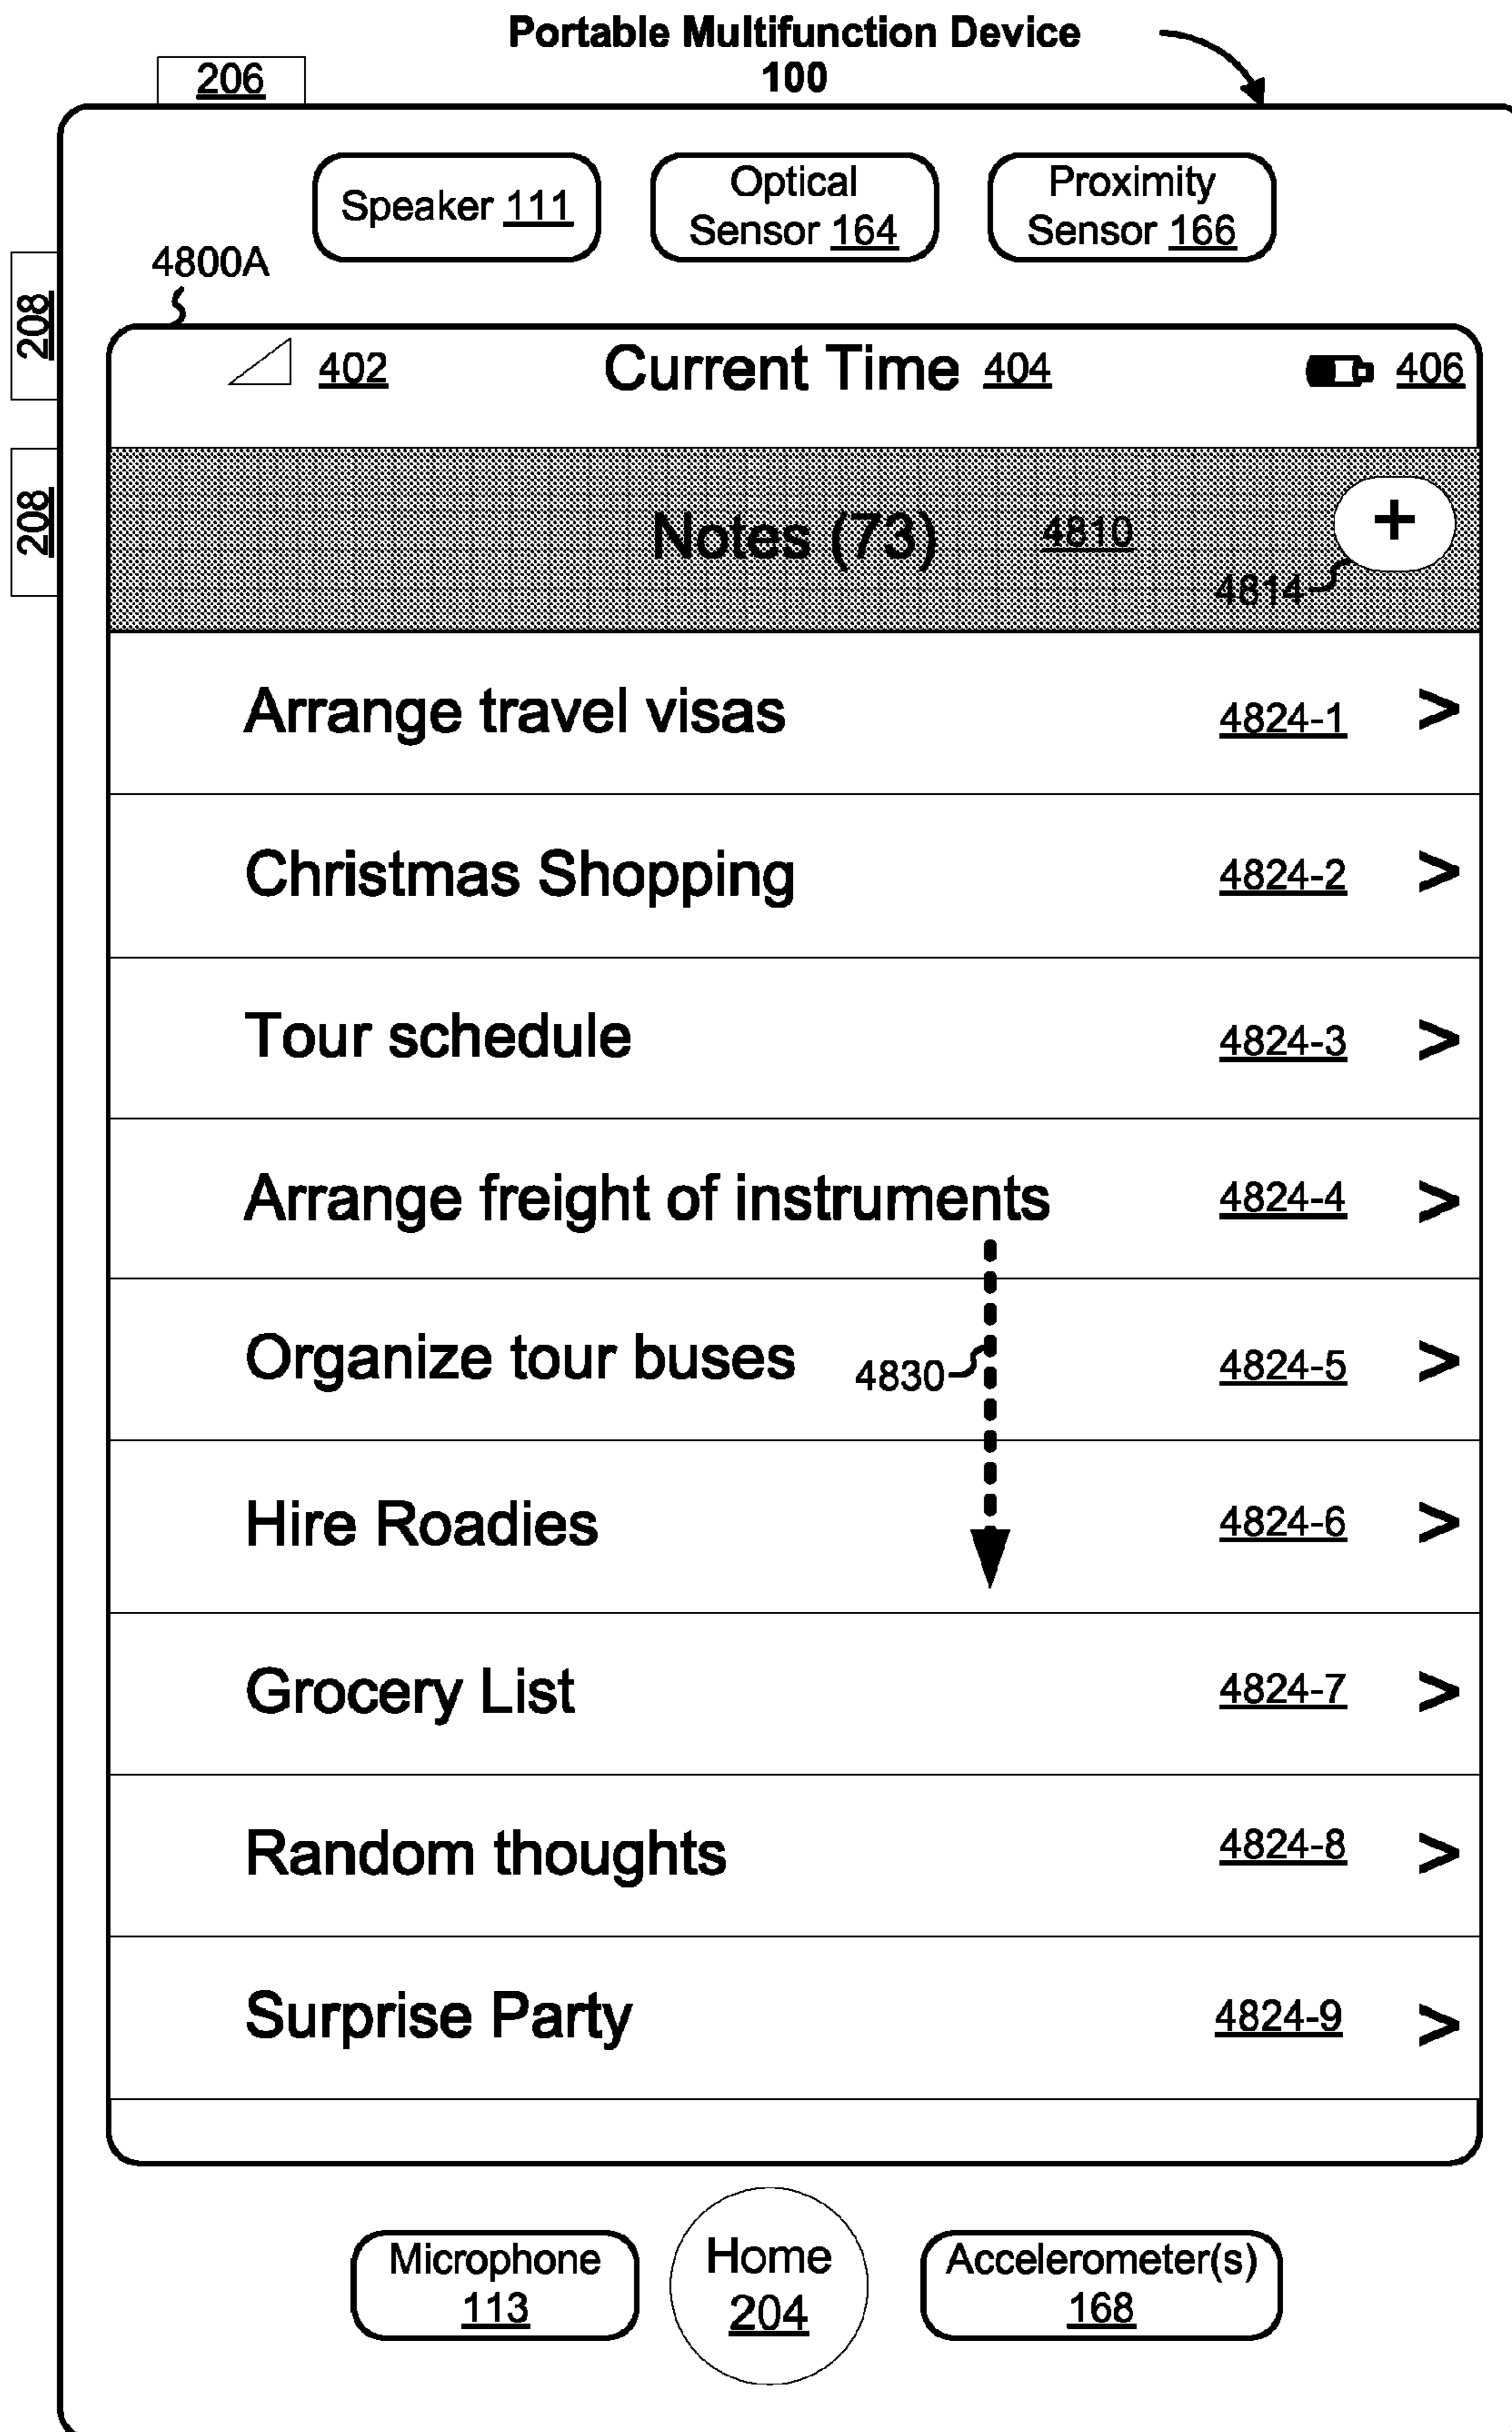 Portable Multifunction Device
100
206
Speaker 111
Optical
Sensor 164
Proximity
Sensor 166
4800A
208
208
402 Current Time 404 406
Notes (73) 4810 +
4814
Arrange travel visas 4824-1 >
Christmas Shopping 4824-2 >
Tour schedule 4824-3 >
Arrange freight of instruments 4824-4 >
Organize tour buses 4830 4824-5 >
Hire Roadies 4824-6 >
Grocery List 4824-7 >
Random thoughts 4824-8 >
Surprise Party 4824-9 >
Microphone
113
Home
204
Accelerometer(s)
168